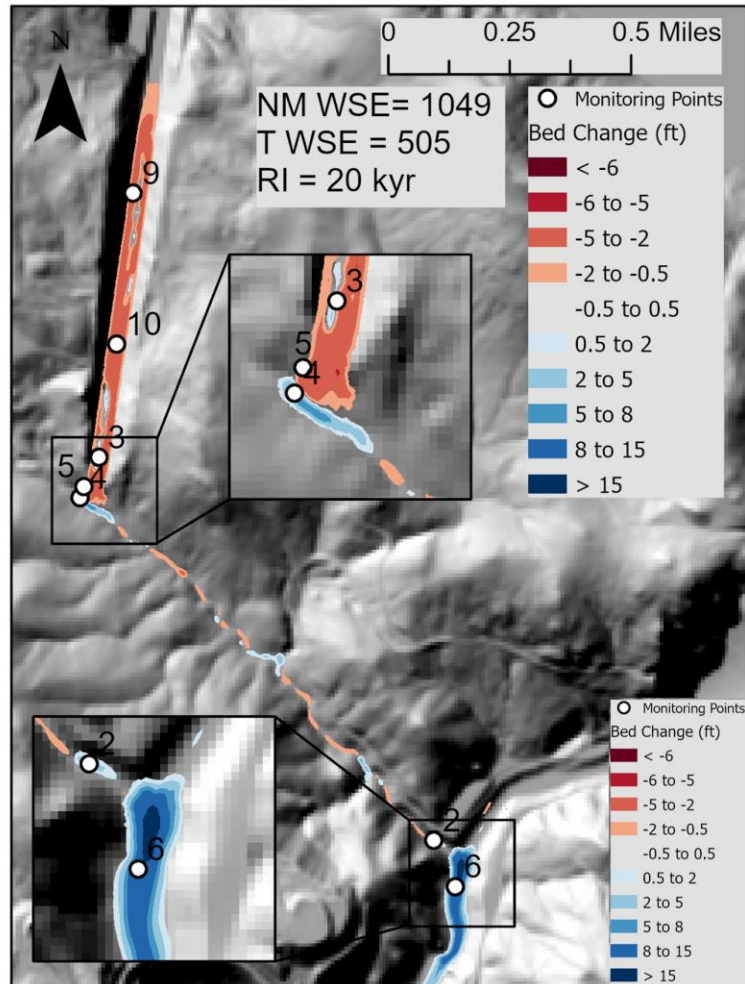 N
0 0.25 0.5 Miles
NM WSE= 1049
T WSE = 505
RI = 20 kyr
Monitoring Points
Bed Change (ft)
< -6
-6 to -5
-5 to -2
-2 to -0.5
-0.5 to 0.5
0.5 to 2
2 to 5
5 to 8
8 to 15
> 15
9
10
3
5
4
3
5
4
2
6
2
6
Monitoring Points
Bed Change (ft)
< -6
-6 to -5
-5 to -2
-2 to -0.5
-0.5 to 0.5
0.5 to 2
2 to 5
5 to 8
8 to 15
> 15